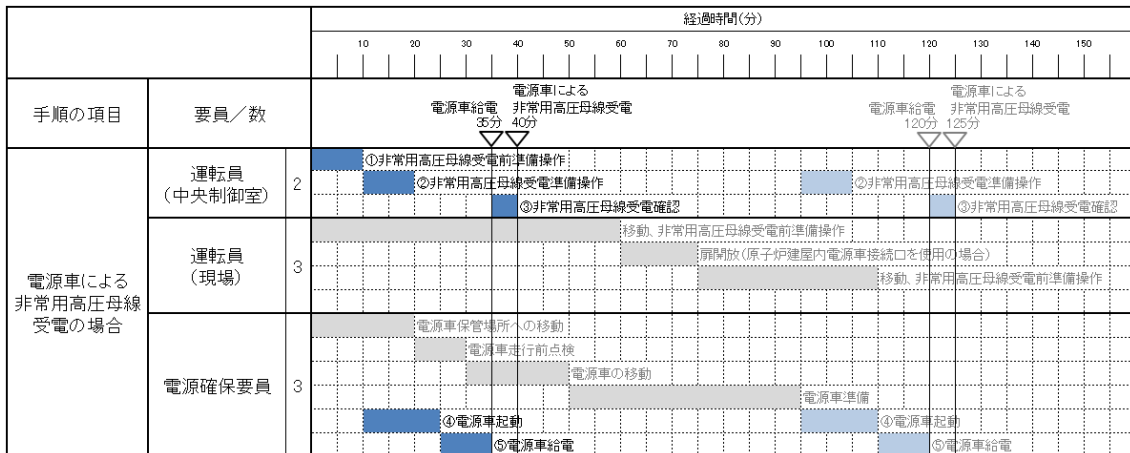 経過時間(分)
10 20 30 40 50 60 70 80 90 100 110 120 130 140 150
手順の項目
要員／数
電源車給電
35分
電源車による
非常用高圧母線受電
40分
電源車給電
120分
電源車による
非常用高圧母線受電
125分
電源車による
非常用高圧母線
受電の場合
運転員
(中央制御室)
2
①非常用高圧母線受電前準備操作
②非常用高圧母線受電準備操作
②非常用高圧母線受電準備操作
③非常用高圧母線受電確認
③非常用高圧母線受電確認
運転員
(現場)
3
移動、非常用高圧母線受電前準備操作
扉開放(原子炉建屋内電源車接続口を使用の場合)
移動、非常用高圧母線受電前準備操作
電源確保要員
3
電源車保管場所への移動
電源車走行前点検
電源車の移動
電源車準備
④電源車起動
④電源車起動
⑤電源車給電
⑤電源車給電